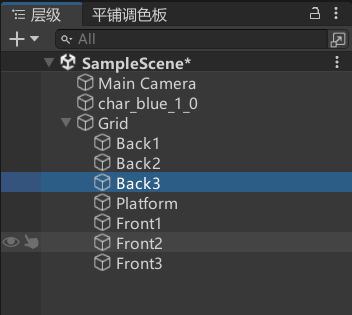 层级 平铺调色板
All
SampleScene*
Main Camera
char_blue_1_0
Grid
Back1
Back2
Back3
Platform
Front1
Front2
Front3